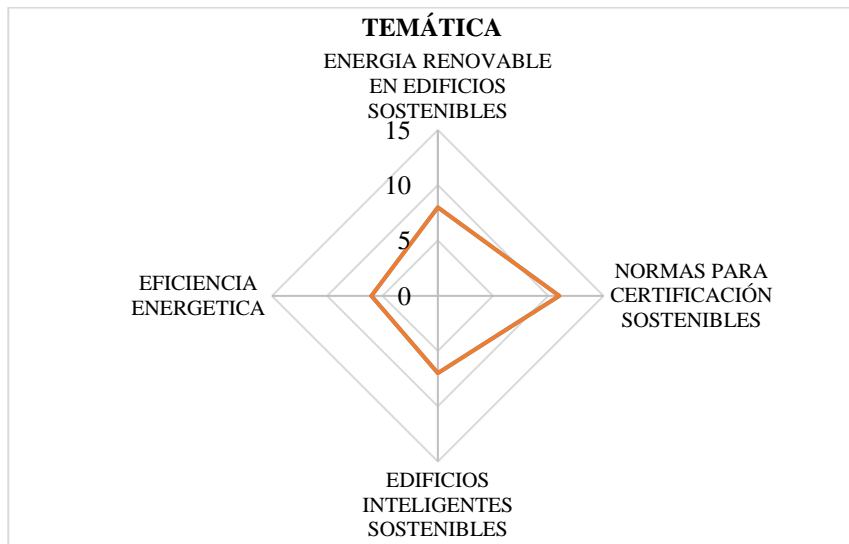 TEMÁTICA
ENERGIA RENOVABLE
EN EDIFICIOS
SOSTENIBLES
15
10
5
0
NORMAS PARA
CERTIFICACIÓN
SOSTENIBLES
EFICIENCIA
ENERGETICA
EDIFICIOS
INTELIGENTES
SOSTENIBLES